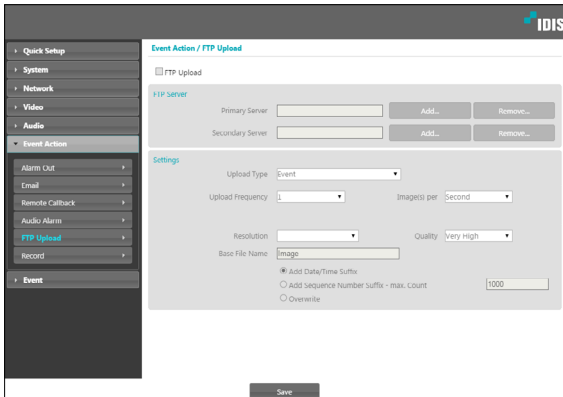 IDIS
Quick Setup
System
Network
Video
Audio
Event Action
Alarm Out
Email
Remote Callback
Audio Alarm
FTP Upload
Record
Event
Event Action / FTP Upload
FTP Upload
FTP Server
Primary Server Add... Remove...
Secondary Server Add... Remove...
Settings
Upload Type Event
Upload Frequency 1 Image(s) per Second
Resolution Quality Very High
Base File Name Image
Add Date/Time Suffix
Add Sequence Number Suffix - max. Count 1000
Overwrite
Save